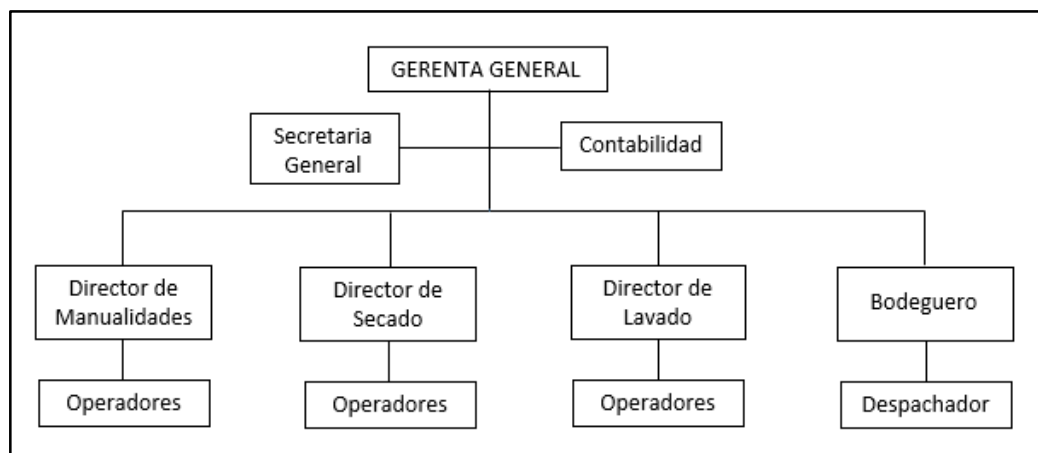 GERENTA GENERAL
Secretaria
General
Contabilidad
Director de
Manualidades
Director de
Secado
Director de
Lavado
Bodeguero
Operadores
Operadores
Operadores
Despachador